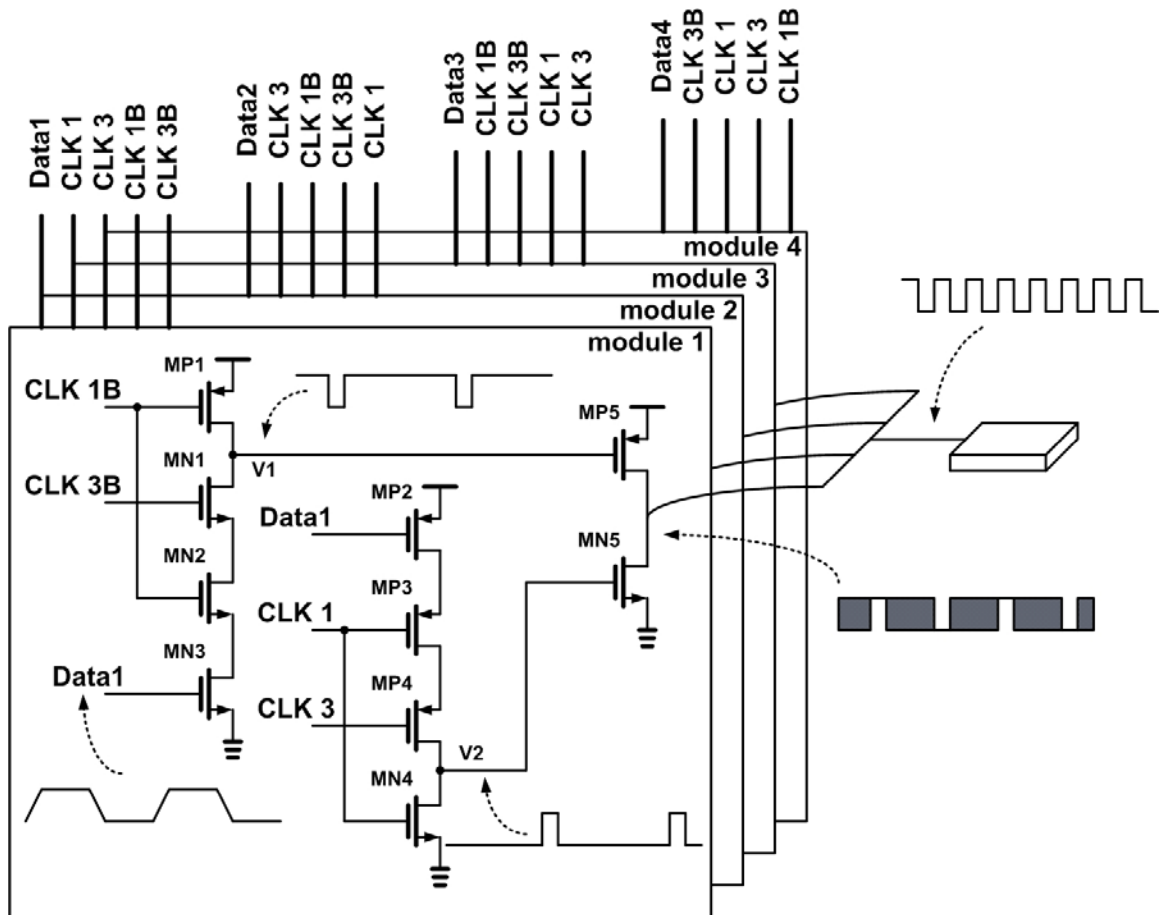 Data1
CLK 1
CLK 3
CLK 1B
CLK 3B
Data2
CLK 3
CLK 1B
CLK 3B
CLK 1
Data3
CLK 1B
CLK 3B
CLK 1
CLK 3
Data4
CLK 3B
CLK 1
CLK 3
CLK 1B
module 4
module 3
module 2
module 1
MP1
CLK 1B
MP5
MN1
V1
CLK 3B
MP2
Data1
MN5
MN2
MP3
CLK 1
MN3
Data1
MP4
CLK 3
V2
MN4